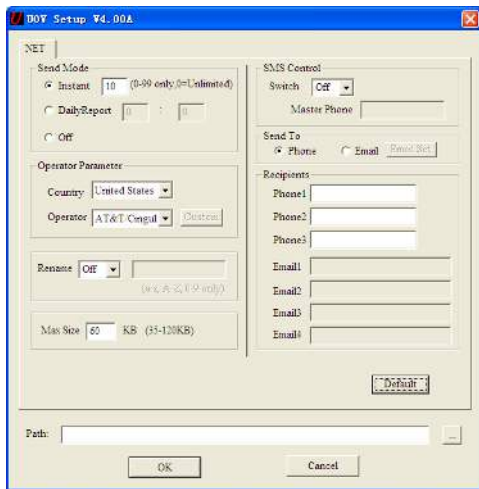 UOV Setup V4.00A
NET
Send Mode
Instant 10 (0-99 only,0=Unlimited)
DailyReport 0 : 0
Off
Operator Parameter
Country United States
Operator AT&T-Cingul Custom
Rename Off
(a-z, A-Z, 0-9 only)
Max Size 60 KB (35-120KB)
SMS Control
Switch Off
Master Phone
Send To
Phone Email Email Set
Recipients
Phone1
Phone2
Phone3
Email1
Email2
Email3
Email4
Default
Path: ...
OK Cancel